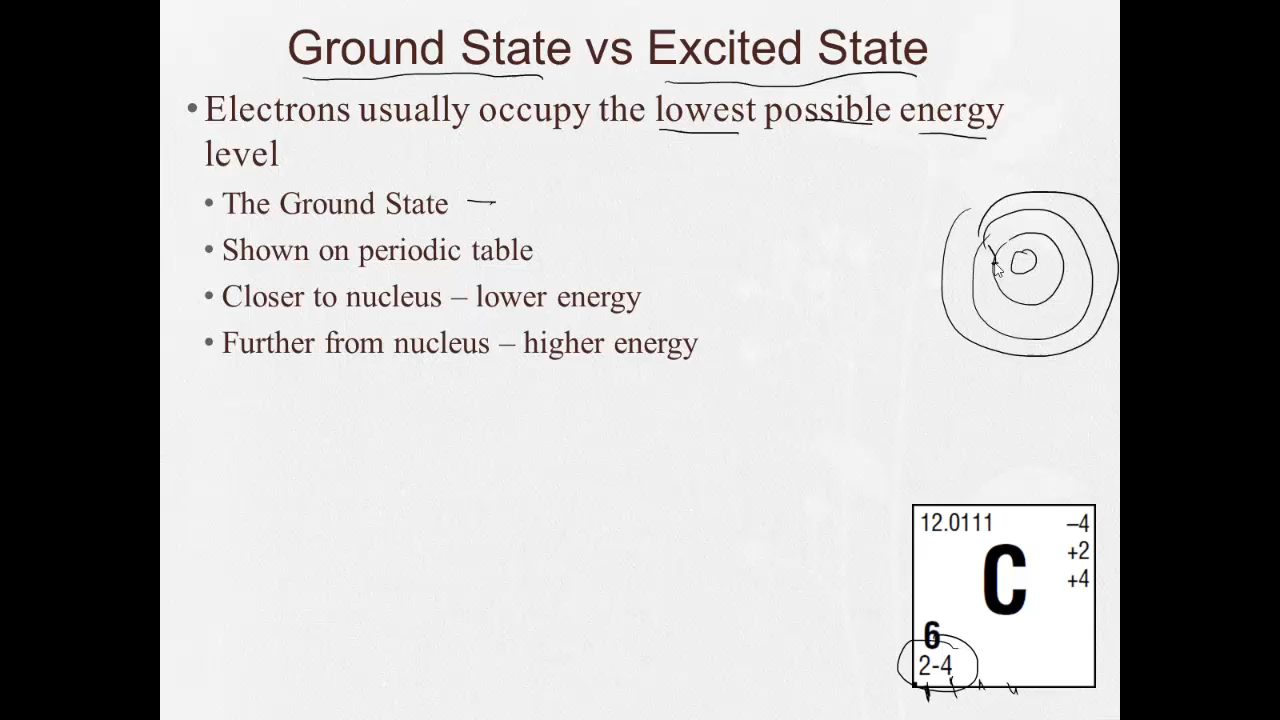 Ground State vs Excited State
• Electrons usually occupy the lowest possible energy
level
• The Ground State
• Shown on periodic table
• Closer to nucleus – lower energy
• Further from nucleus – higher energy
12.0111 –4
+2
C
+4
6
2-4